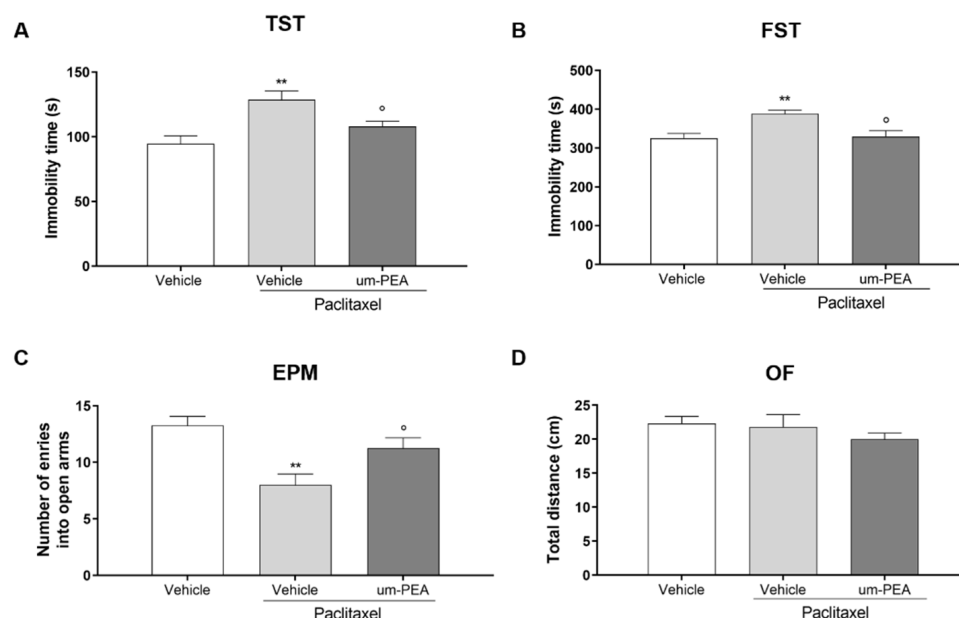 A
TST
Immobility time (s)
150
100
50
0
**
°
Vehicle
Vehicle
um-PEA
Paclitaxel
B
FST
Immobility time (s)
500
400
300
200
100
0
**
°
Vehicle
Vehicle
um-PEA
Paclitaxel
C
EPM
Number of enries
into open arms
15
10
5
0
**
°
Vehicle
Vehicle
um-PEA
Paclitaxel
D
OF
Total distance (cm)
25
20
15
10
5
0
Vehicle
Vehicle
um-PEA
Paclitaxel